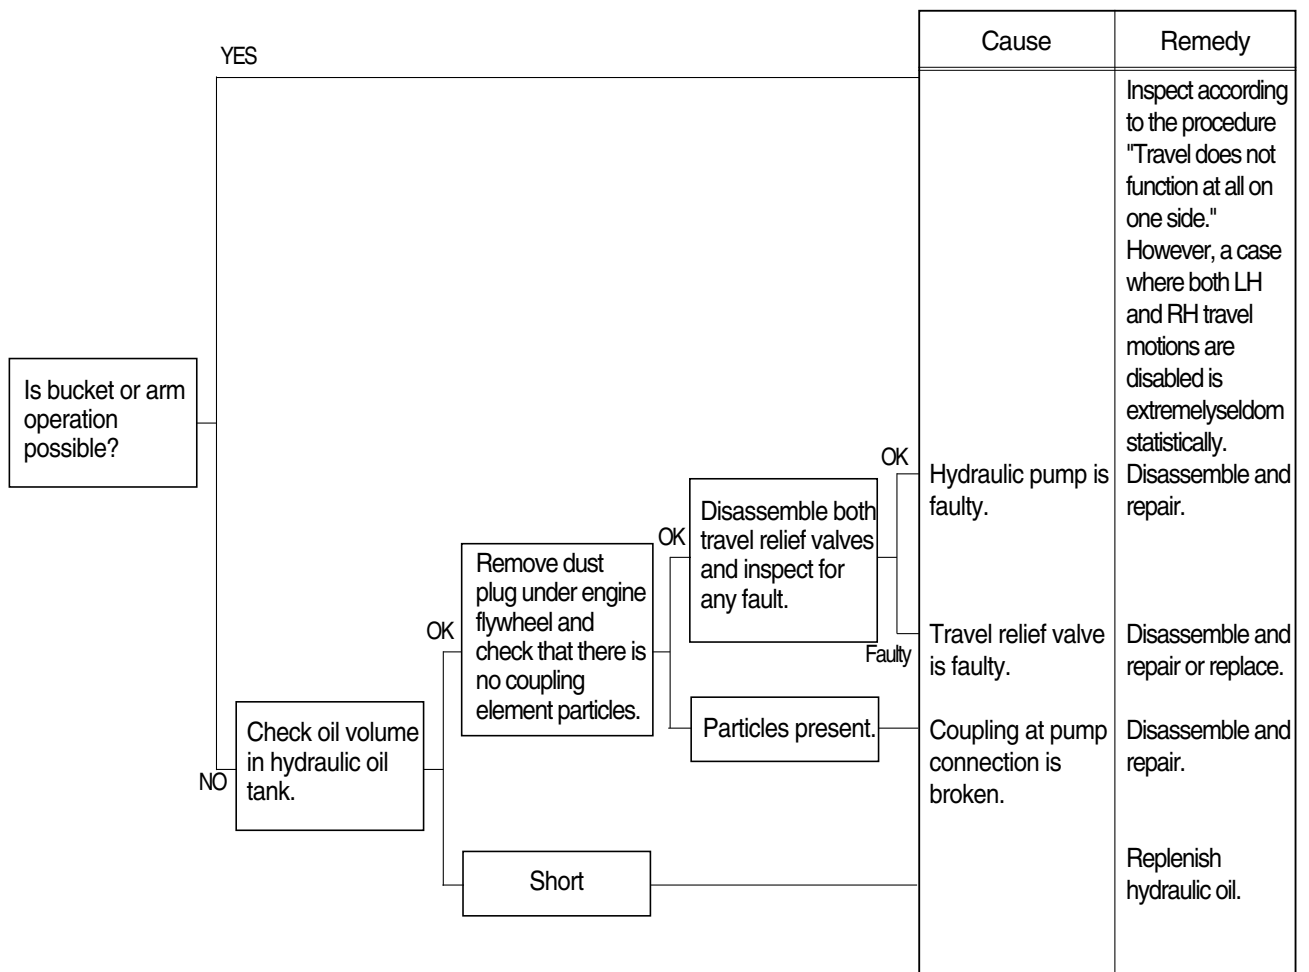 Cause
Remedy
YES
Inspect according
to the procedure
"Travel does not
function at all on
one side."
However, a case
where both LH
and RH travel
motions are
disabled is
extremelyseldom
statistically.
Is bucket or arm
operation
possible?
OK
Hydraulic pump is
faulty.
Disassemble and
repair.
Disassemble both
travel relief valves
and inspect for
any fault.
OK
Remove dust
plug under engine
flywheel and
check that there is
no coupling
element particles.
OK
Faulty
Travel relief valve
is faulty.
Disassemble and
repair or replace.
Particles present.
Coupling at pump
connection is
broken.
Disassemble and
repair.
NO
Check oil volume
in hydraulic oil
tank.
Short
Replenish
hydraulic oil.